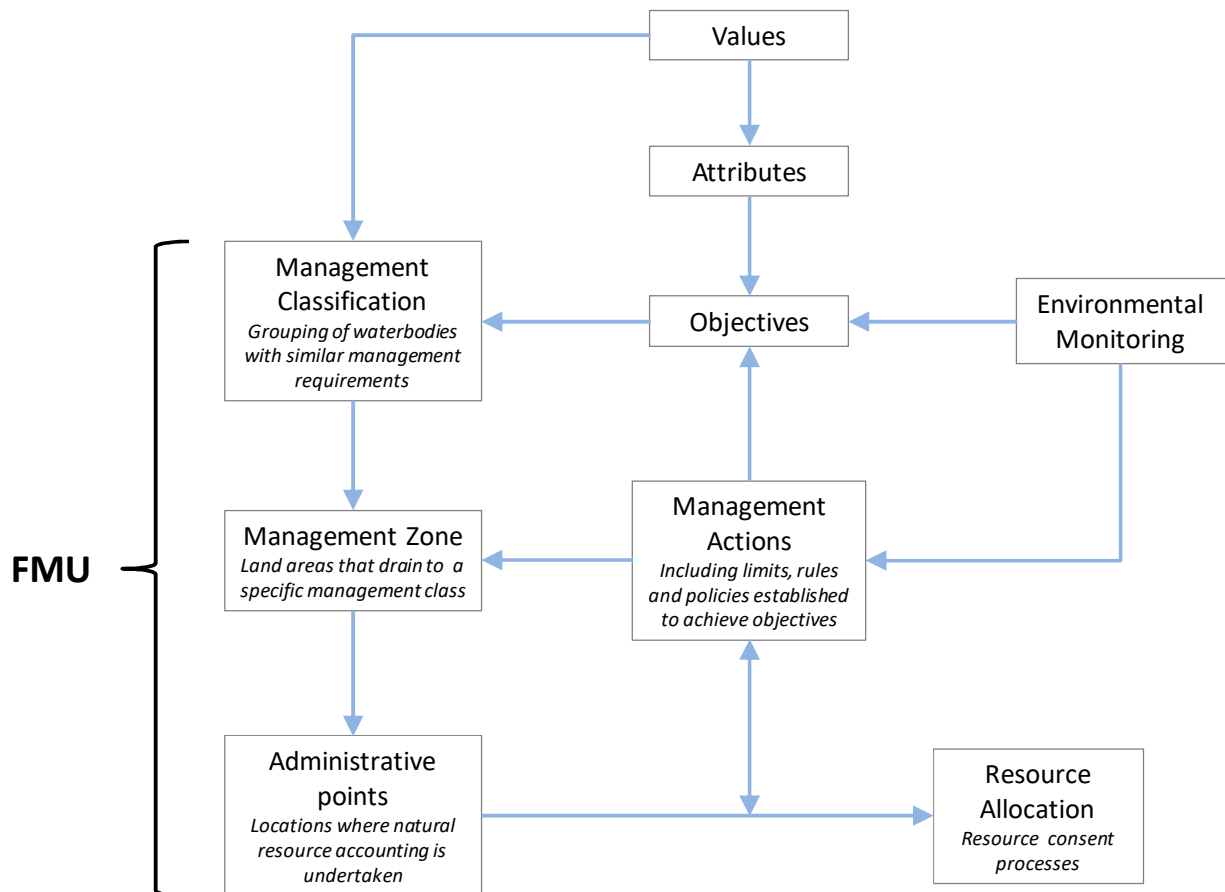 Values
Attributes
Management
Classification
Grouping of waterbodies
with similar management
requirements
Objectives
Environmental
Monitoring
FMU
Management Zone
Land areas that drain to a
specific management class
Management
Actions
Including limits, rules
and policies established
to achieve objectives
Administrative
points
Locations where natural
resource accounting is
undertaken
Resource
Allocation
Resource consent
processes